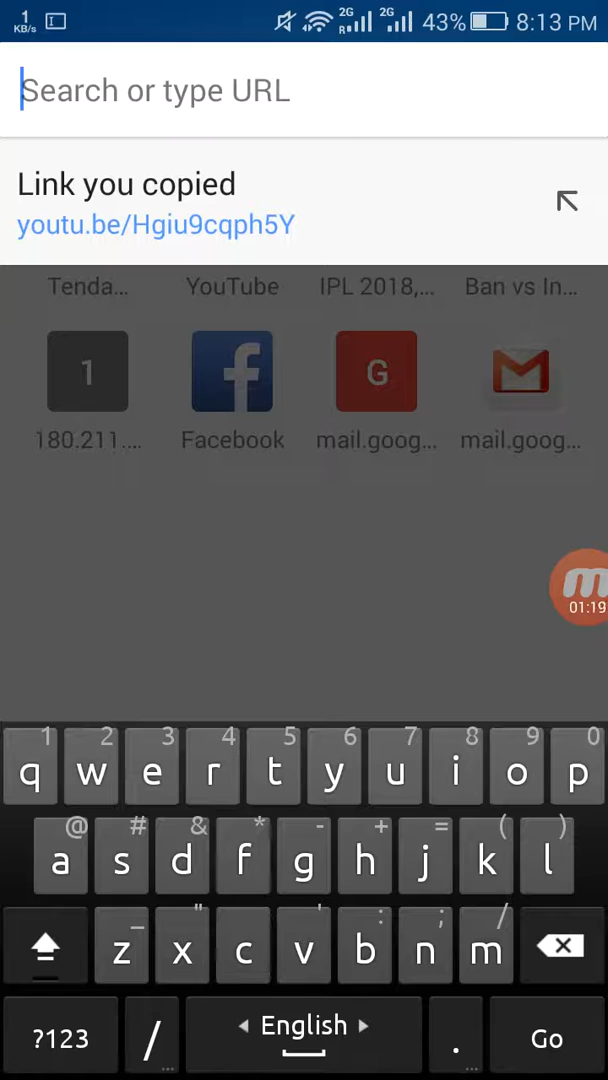 1 KB/s 2G R 2G 43% 8:13 PM
Search or type URL
Link you copied
youtu.be/Hgiu9cqph5Y
Tenda... YouTube IPL 2018,... Ban vs In...
1 G
180.211.... Facebook mail.goog... mail.goog...
01:19
1 2 3 4 5 6 7 8 9 0
q w e r t y u i o p
@ # & * - + = ( )
a s d f g h j k l
_ " ' : ; /
z x c v b n m
?123 / English . Go